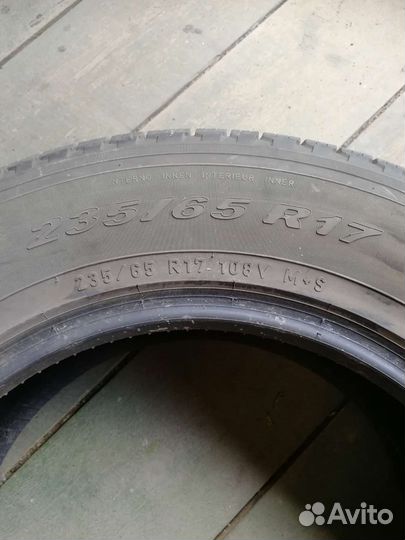 INTERNO INNEN INTERIEUR INNER
235/65 R17
235/65 R17 108V M+S
Avito